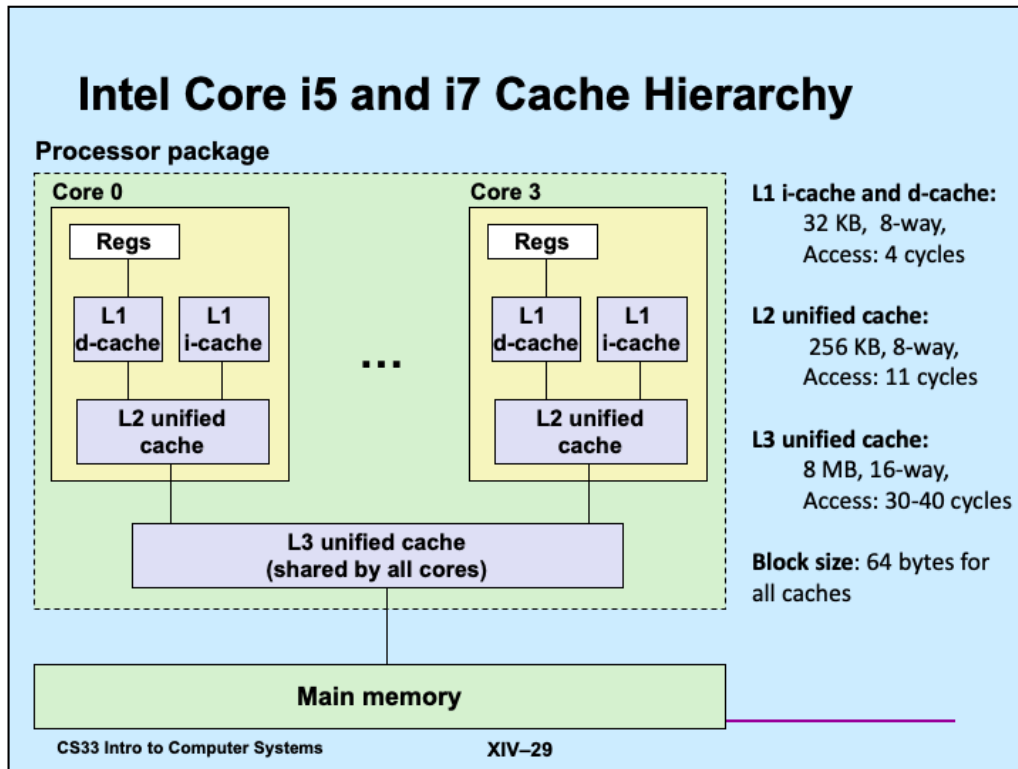 Intel Core i5 and i7 Cache Hierarchy
Processor package
Core 0
Regs
L1
d-cache
L1
i-cache
L2 unified
cache
...
Core 3
Regs
L1
d-cache
L1
i-cache
L2 unified
cache
L3 unified cache
(shared by all cores)
Main memory
L1 i-cache and d-cache:
32 KB, 8-way,
Access: 4 cycles
L2 unified cache:
256 KB, 8-way,
Access: 11 cycles
L3 unified cache:
8 MB, 16-way,
Access: 30-40 cycles
Block size: 64 bytes for
all caches
CS33 Intro to Computer Systems
XIV–29